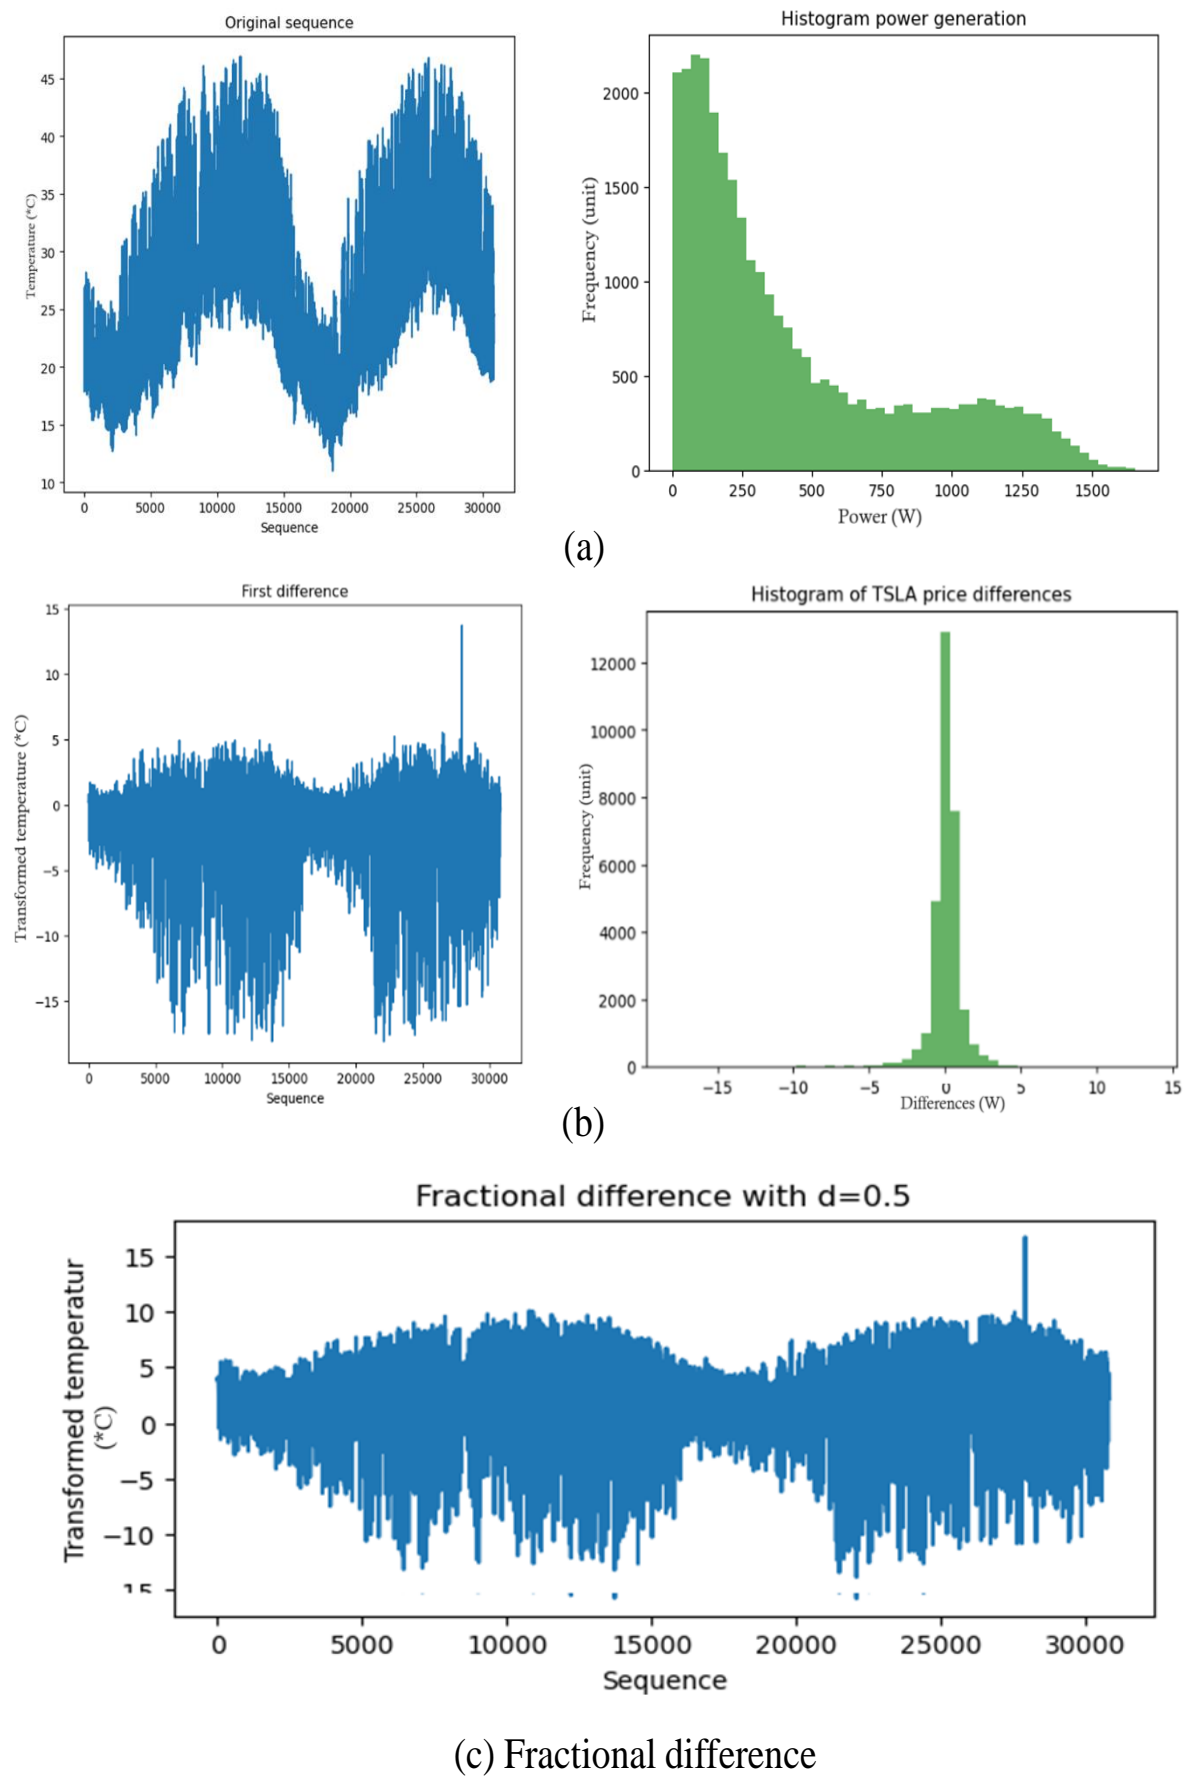 Original sequence
45
40
35
30
25
20
15
10
Temperature (*C)
0 5000 10000 15000 20000 25000 30000
Sequence
Histogram power generation
2000
1500
1000
500
0
Frequency (unit)
0 250 500 750 1000 1250 1500
Power (W)
(a)
First difference
15
10
5
0
−5
−10
−15
Transformed temperature (*C)
0 5000 10000 15000 20000 25000 30000
Sequence
Histogram of TSLA price differences
12000
10000
8000
6000
4000
2000
0
Frequency (unit)
−15 −10 −5 0 5 10 15
Differences (W)
(b)
Fractional difference with d=0.5
15
10
5
0
−5
−10
15
Transformed temperatur
(*C)
0 5000 10000 15000 20000 25000 30000
Sequence
(c) Fractional difference